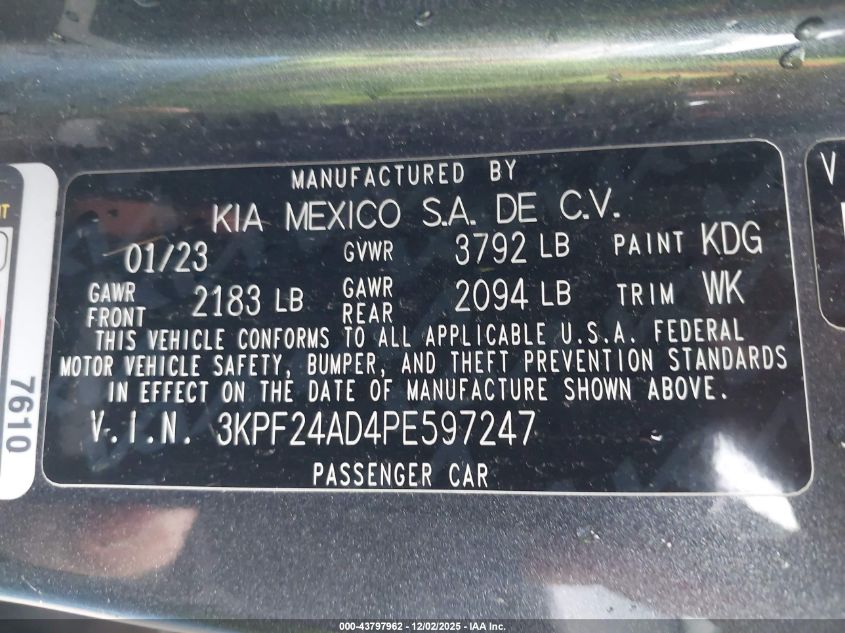 MANUFACTURED BY
KIA MEXICO S.A. DE C.V.
01/23 GVWR 3792 LB PAINT KDG
GAWR FRONT 2183 LB GAWR REAR 2094 LB TRIM WK
THIS VEHICLE CONFORMS TO ALL APPLICABLE U.S.A. FEDERAL
MOTOR VEHICLE SAFETY, BUMPER, AND THEFT PREVENTION STANDARDS
IN EFFECT ON THE DATE OF MANUFACTURE SHOWN ABOVE.
V.I.N. 3KPF24AD4PE597247
PASSENGER CAR
7610
V
000-43797962 - 12/02/2025 - IAA Inc.